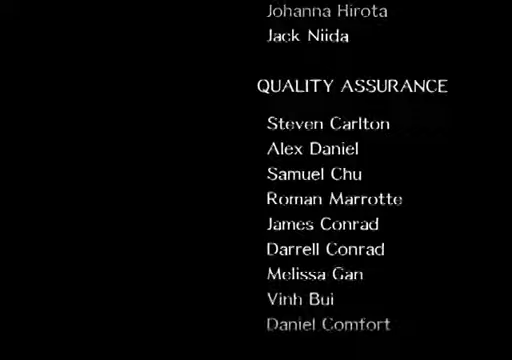 Johanna Hirota
Jack Niida
QUALITY ASSURANCE
Steven Carlton
Alex Daniel
Samuel Chu
Roman Marrotte
James Conrad
Darrell Conrad
Melissa Gan
Vinh Bui
Daniel Comfort